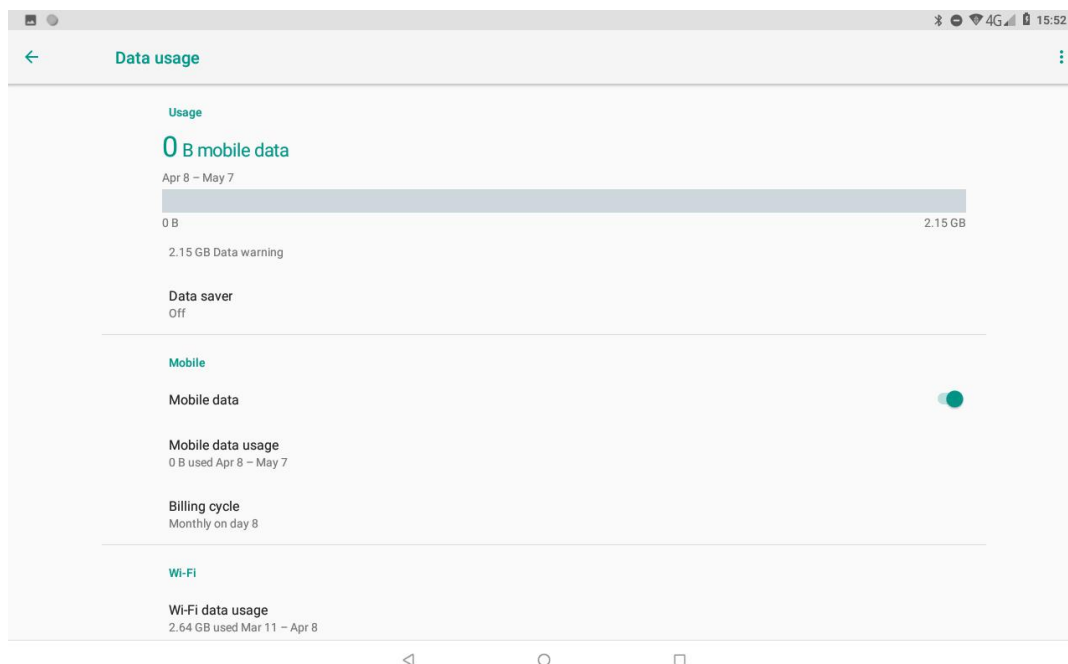 4G 15:52
Data usage
Usage
0 B mobile data
Apr 8 – May 7
0 B 2.15 GB
2.15 GB Data warning
Data saver
Off
Mobile
Mobile data
Mobile data usage
0 B used Apr 8 – May 7
Billing cycle
Monthly on day 8
Wi-Fi
Wi-Fi data usage
2.64 GB used Mar 11 – Apr 8